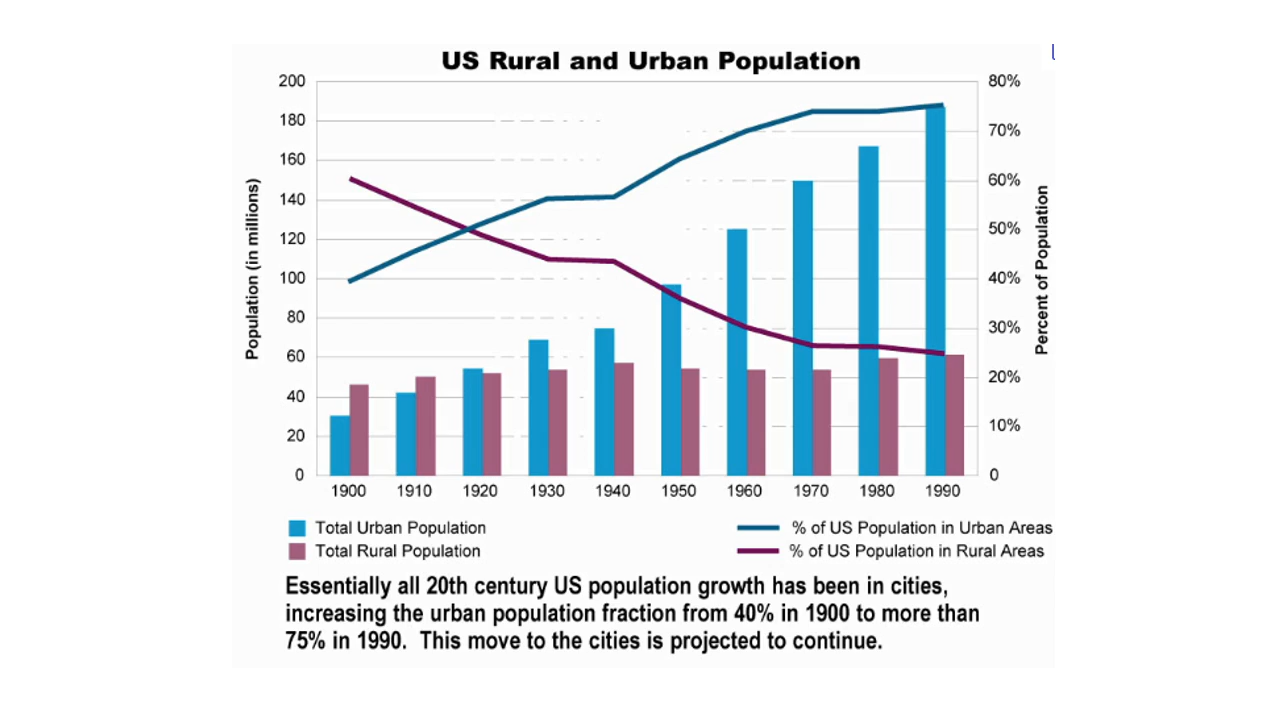 US Rural and Urban Population
200
180
160
140
120
100
80
60
40
20
0
Population (in millions)
80%
70%
60%
50%
40%
30%
20%
10%
0
Percent of Population
1900 1910 1920 1930 1940 1950 1960 1970 1980 1990
Total Urban Population
Total Rural Population
% of US Population in Urban Areas
% of US Population in Rural Areas
Essentially all 20th century US population growth has been in cities,
increasing the urban population fraction from 40% in 1900 to more than
75% in 1990. This move to the cities is projected to continue.